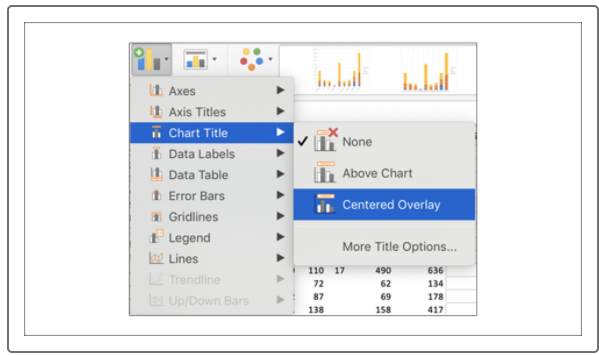 Axes
Axis Titles
Chart Title
Data Labels
Data Table
Error Bars
Gridlines
Legend
Lines
Trendline
Up/Down Bars
None
Above Chart
Centered Overlay
More Title Options...
110 17 490 636
72 62 134
87 69 178
138 158 417